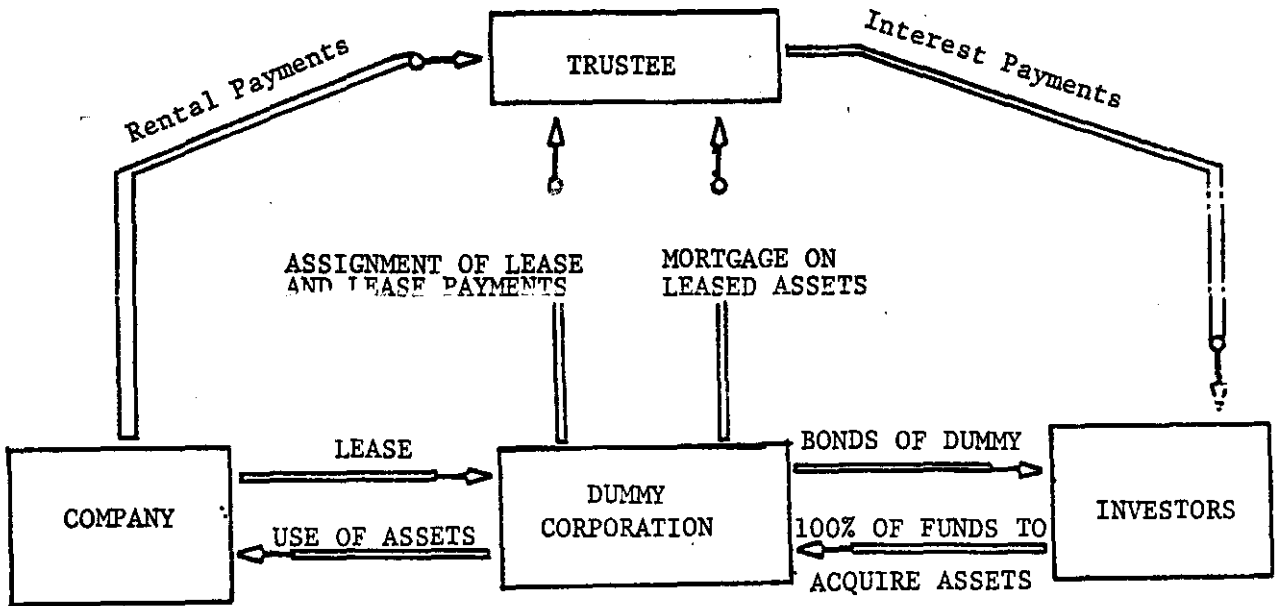 Rental Payments
TRUSTEE
Interest Payments
ASSIGNMENT OF LEASE
AND LEASE PAYMENTS
MORTGAGE ON
LEASED ASSETS
LEASE
BONDS OF DUMMY
COMPANY
DUMMY
CORPORATION
INVESTORS
USE OF ASSETS
100% OF FUNDS TO
ACQUIRE ASSETS